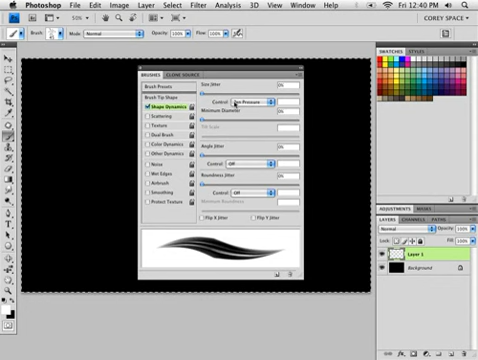 Photoshop File Edit Image Layer Select Filter Analysis 3D View Window Help Fri 12:40 PM
50% COREY SPACE
Brush: Mode: Normal Opacity: 100% Flow: 100%
SWATCHES STYLES
BRUSHES CLONE SOURCE
Brush Presets
Brush Tip Shape
Shape Dynamics
Scattering
Texture
Dual Brush
Color Dynamics
Other Dynamics
Noise
Wet Edges
Airbrush
Smoothing
Protect Texture
Size Jitter 0%
Control: Pen Pressure
Minimum Diameter 0%
Tilt Scale
Angle Jitter 0%
Control: Off
Roundness Jitter 0%
Control: Off
Minimum Roundness
Flip X Jitter Flip Y Jitter
ADJUSTMENTS MASKS
LAYERS CHANNELS PATHS
Normal Opacity: 100%
Lock: Fill: 100%
Layer 1
Background